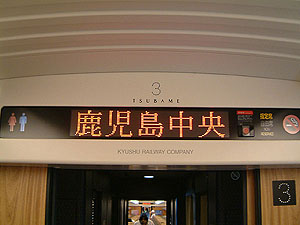 3
TSUBAME
鹿児島中央
KYUSHU RAILWAY COMPANY
3